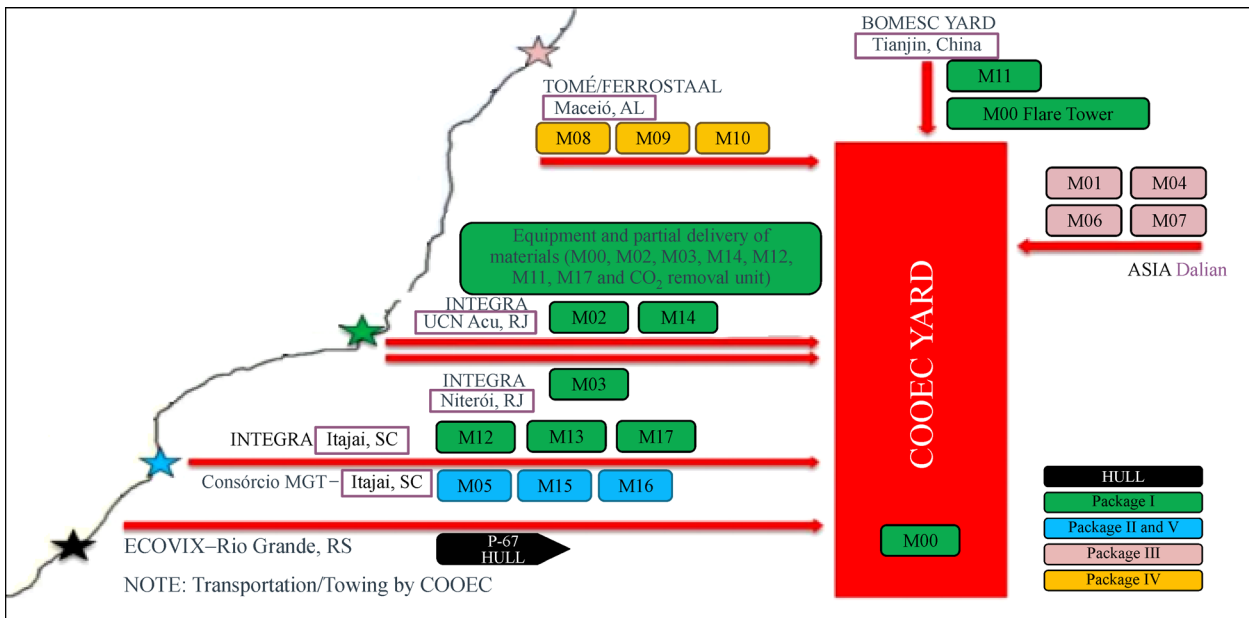 BOMESC YARD
Tianjin, China
M11
M00 Flare Tower
TOMÉ/FERROSTAAL
Maceió, AL
M08 M09 M10
M01 M04
M06 M07
ASIA Dalian
Equipment and partial delivery of
materials (M00, M02, M03, M14, M12,
M11, M17 and CO₂ removal unit)
INTEGRA
UCN Acu, RJ
M02 M14
INTEGRA
Niterói, RJ
M03
INTEGRA Itajai, SC
M12 M13 M17
Consórcio MGT− Itajai, SC
M05 M15 M16
ECOVIX−Rio Grande, RS
P-67
HULL
NOTE: Transportation/Towing by COOEC
COOEC YARD
M00
HULL
Package I
Package II and V
Package III
Package IV